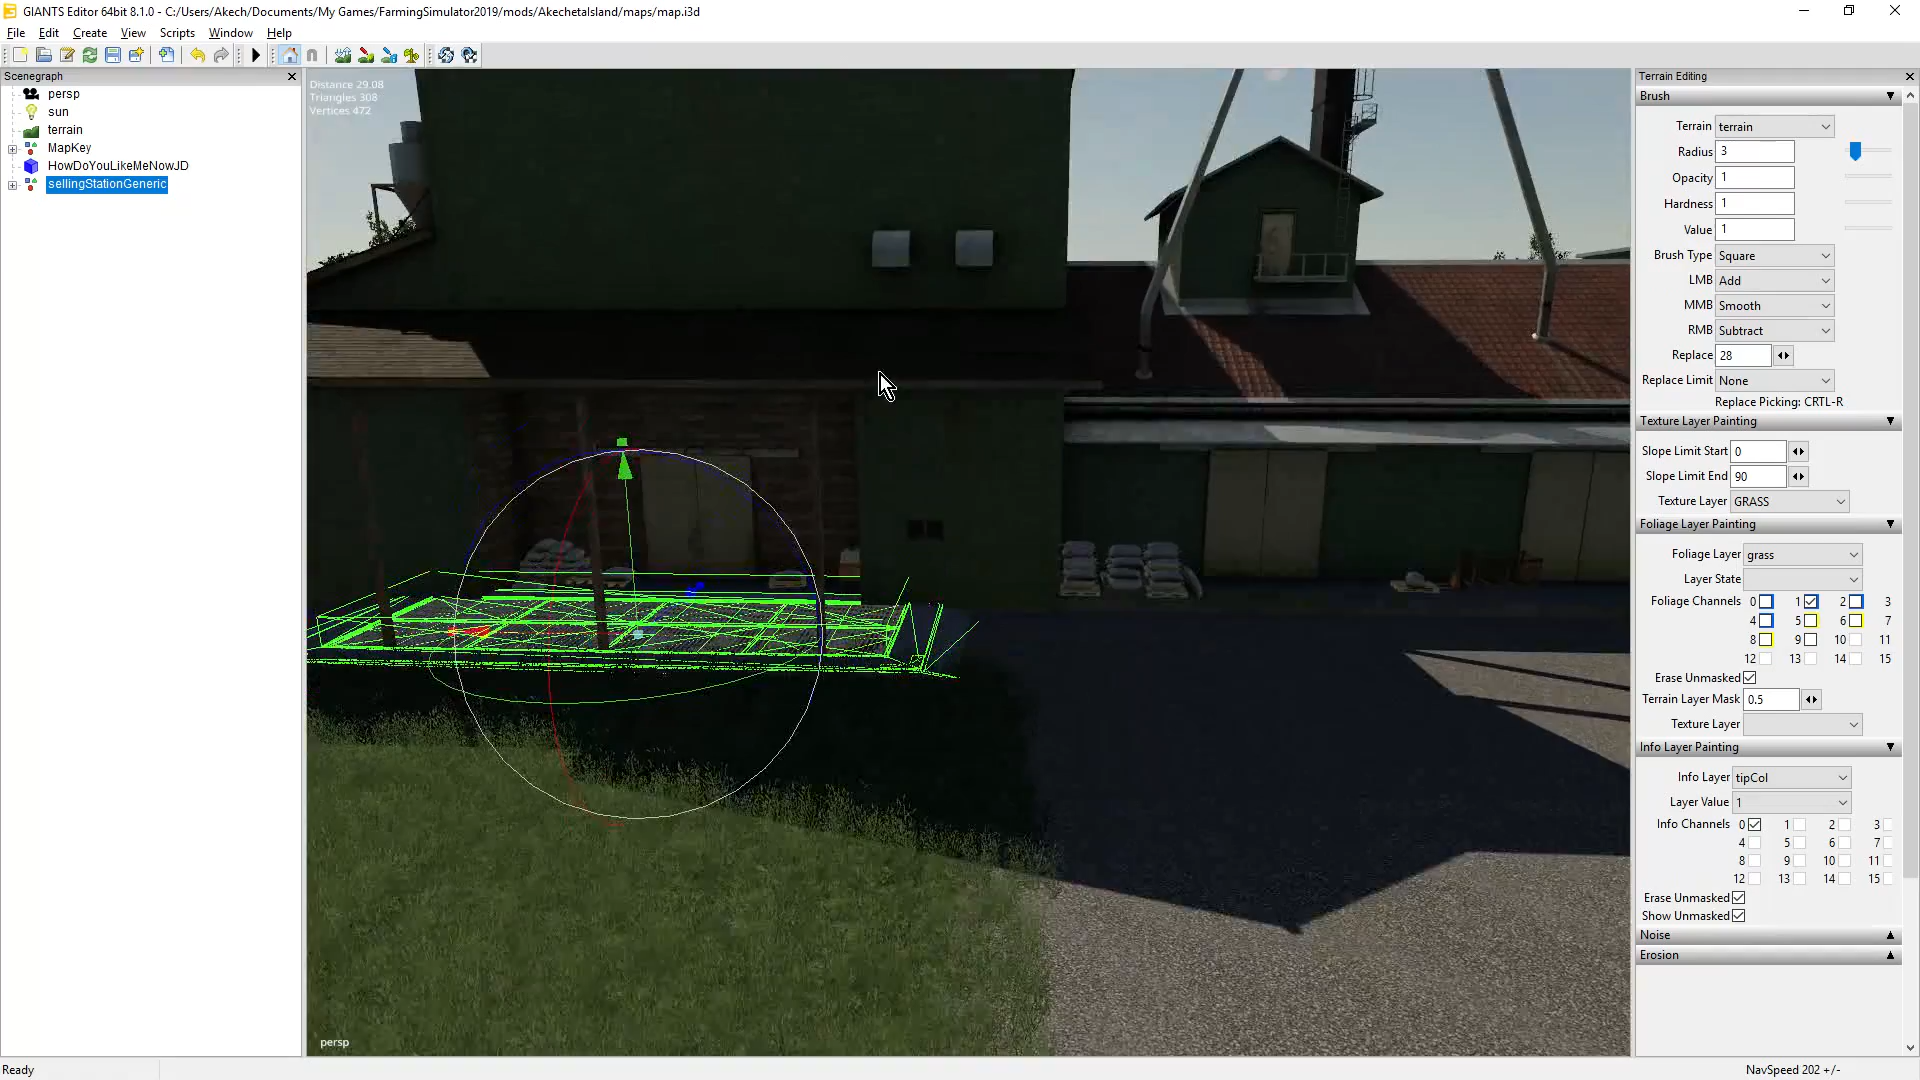 GIANTS Editor 64bit 8.1.0 - C:/Users/Akech/Documents/My Games/FarmingSimulator2019/mods/AkechetaIsland/maps/map.i3d
File Edit Create View Scripts Window Help
Scenegraph
persp
sun
terrain
MapKey
HowDoYouLikeMeNowJD
sellingStationGeneric
Distance 29.08
Triangles 308
Vertices 472
persp
Terrain Editing
Brush
Terrain terrain
Radius 3
Opacity 1
Hardness 1
Value 1
Brush Type Square
LMB Add
MMB Smooth
RMB Subtract
Replace 28
Replace Limit None
Replace Picking: CRTL-R
Texture Layer Painting
Slope Limit Start 0
Slope Limit End 90
Texture Layer GRASS
Foliage Layer Painting
Foliage Layer grass
Layer State
Foliage Channels 0 1 2 3
4 5 6 7
8 9 10 11
12 13 14 15
Erase Unmasked
Terrain Layer Mask 0.5
Texture Layer
Info Layer Painting
Info Layer tipCol
Layer Value 1
Info Channels 0 1 2 3
4 5 6 7
8 9 10 11
12 13 14 15
Erase Unmasked
Show Unmasked
Noise
Erosion
Ready
NavSpeed 202 +/-